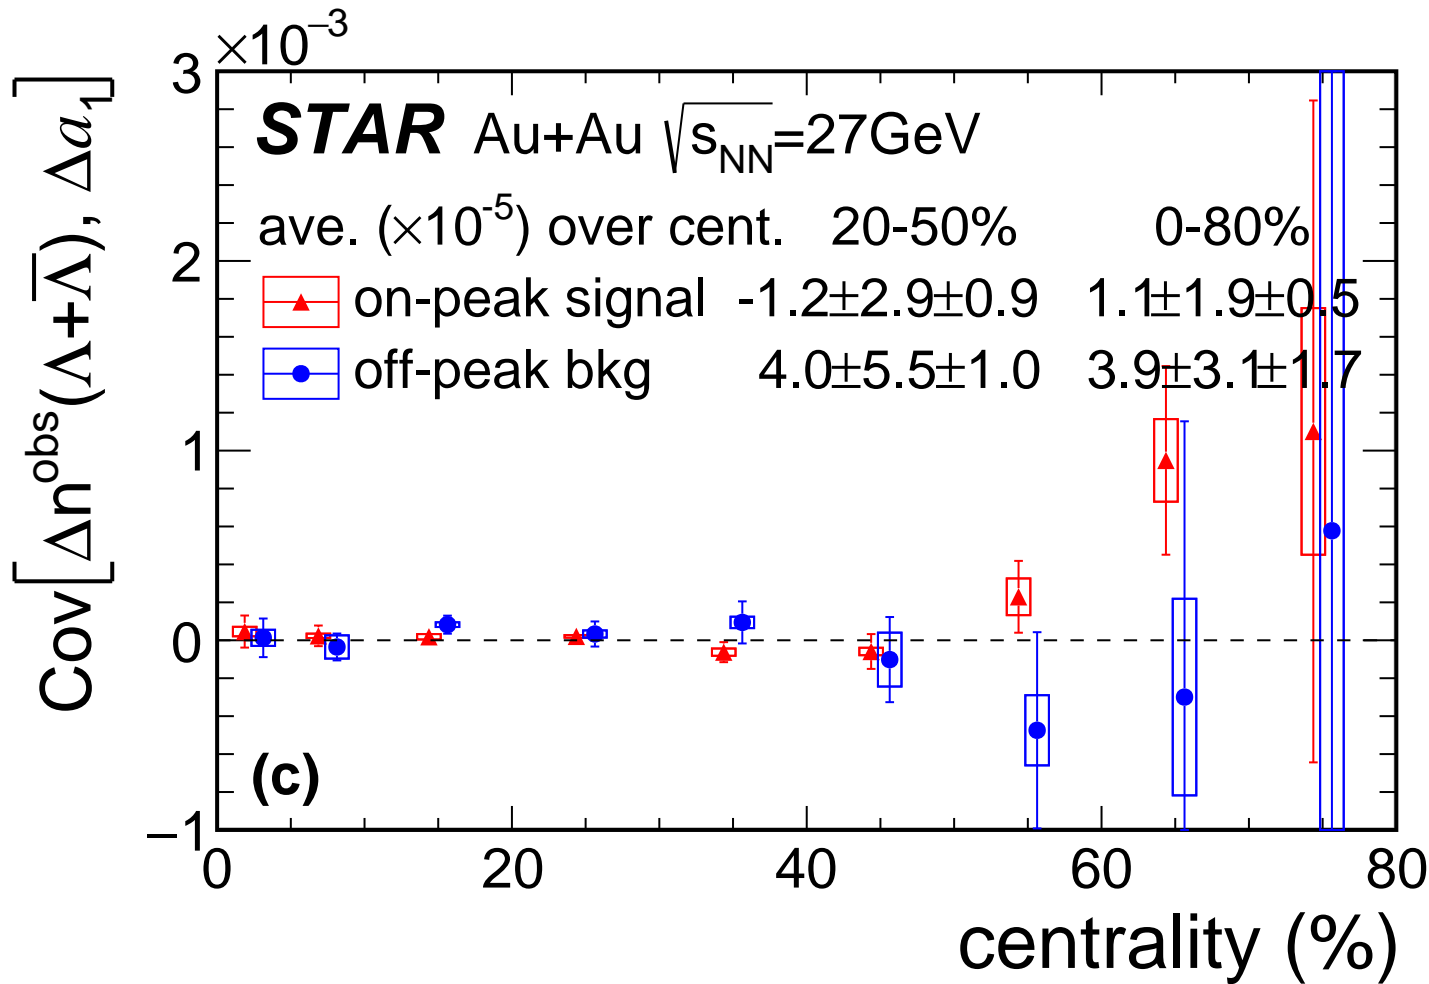 ×10⁻³
Cov[Δn^obs(Λ+Λ̅), Δa₁]
3
2
1
0
−1
STAR Au+Au √s_NN=27GeV
ave. (×10⁻⁵) over cent. 20-50% 0-80%
on-peak signal -1.2±2.9±0.9 1.1±1.9±0.5
off-peak bkg 4.0±5.5±1.0 3.9±3.1±1.7
(c)
0 20 40 60 80
centrality (%)